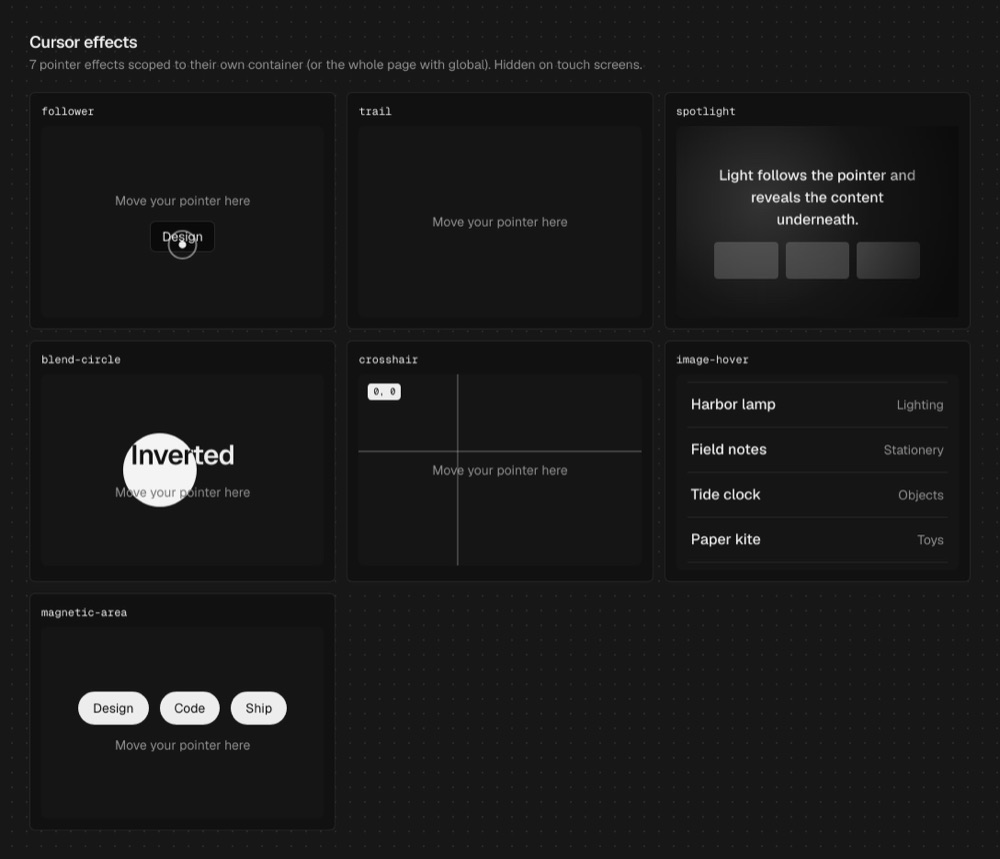 Cursor effects
7 pointer effects scoped to their own container (or the whole page with global). Hidden on touch screens.
follower
Move your pointer here
Design
trail
Move your pointer here
spotlight
Light follows the pointer and
reveals the content
underneath.
blend-circle
Inverted
Move your pointer here
crosshair
0, 0
Move your pointer here
image-hover
Harbor lamp Lighting
Field notes Stationery
Tide clock Objects
Paper kite Toys
magnetic-area
Design Code Ship
Move your pointer here